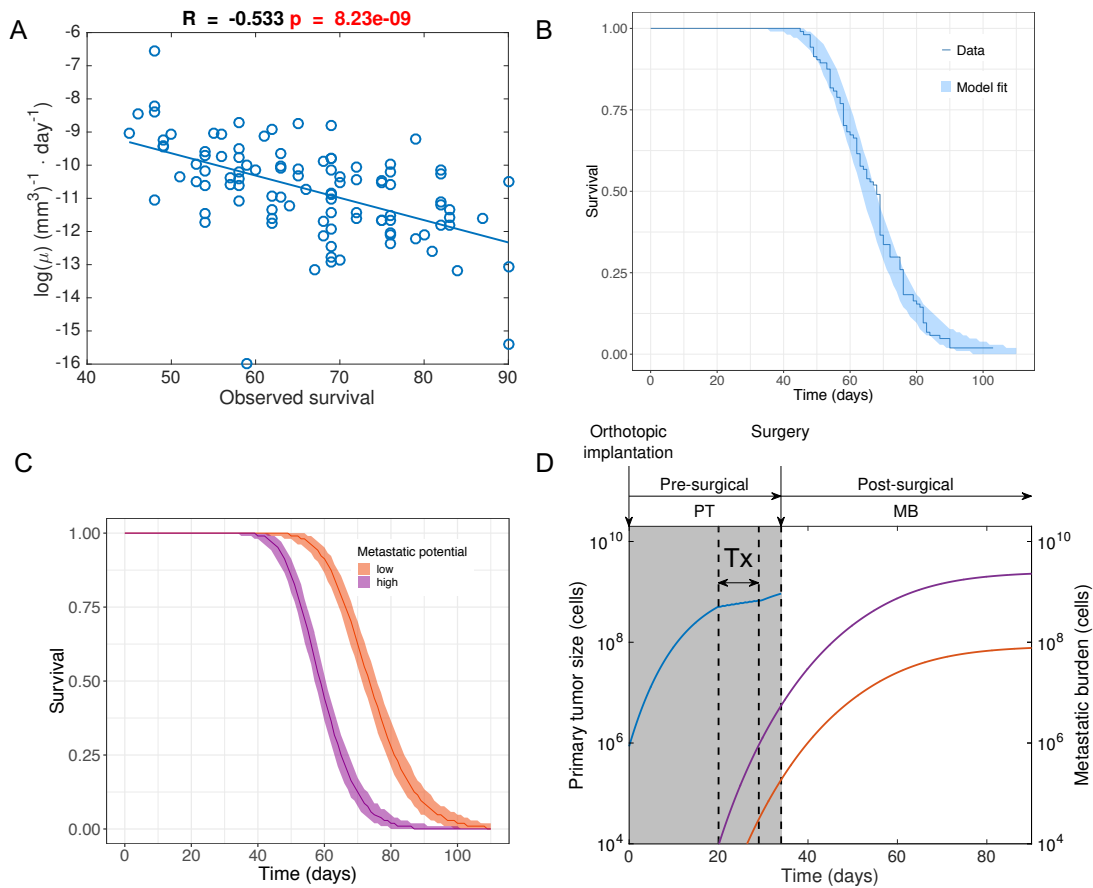 A
R = -0.533 p = 8.23e-09
-6
-7
-8
-9
-10
-11
-12
-13
-14
-15
-16
log(μ) (mm³)⁻¹ · day⁻¹
40
50
60
70
80
90
Observed survival
B
1.00
0.75
0.50
0.25
0.00
Survival
Data
Model fit
0
20
40
60
80
100
Time (days)
C
1.00
0.75
0.50
0.25
0.00
Survival
Metastatic potential
low
high
0
20
40
60
80
100
Time (days)
D
Orthotopic
implantation
Surgery
Pre-surgical
Post-surgical
PT
MB
Tx
10¹⁰
10⁸
10⁶
10⁴
Primary tumor size (cells)
10¹⁰
10⁸
10⁶
10⁴
Metastatic burden (cells)
0
20
40
60
80
Time (days)